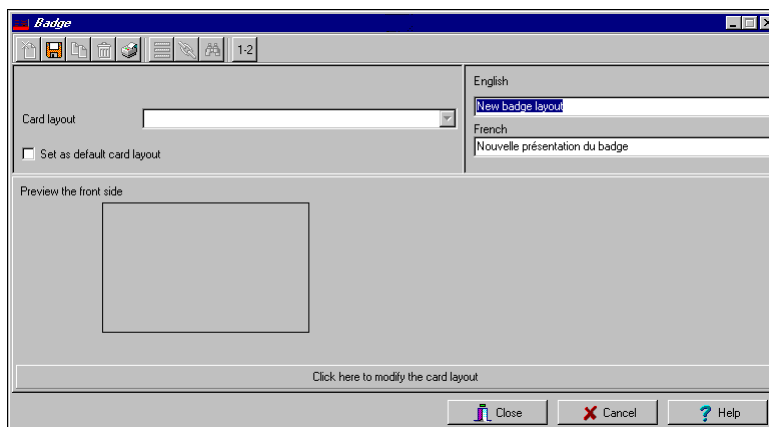 Badge
1-2
English
New badge layout
Card layout
French
Nouvelle présentation du badge
Set as default card layout
Preview the front side
Click here to modify the card layout
Close
Cancel
? Help